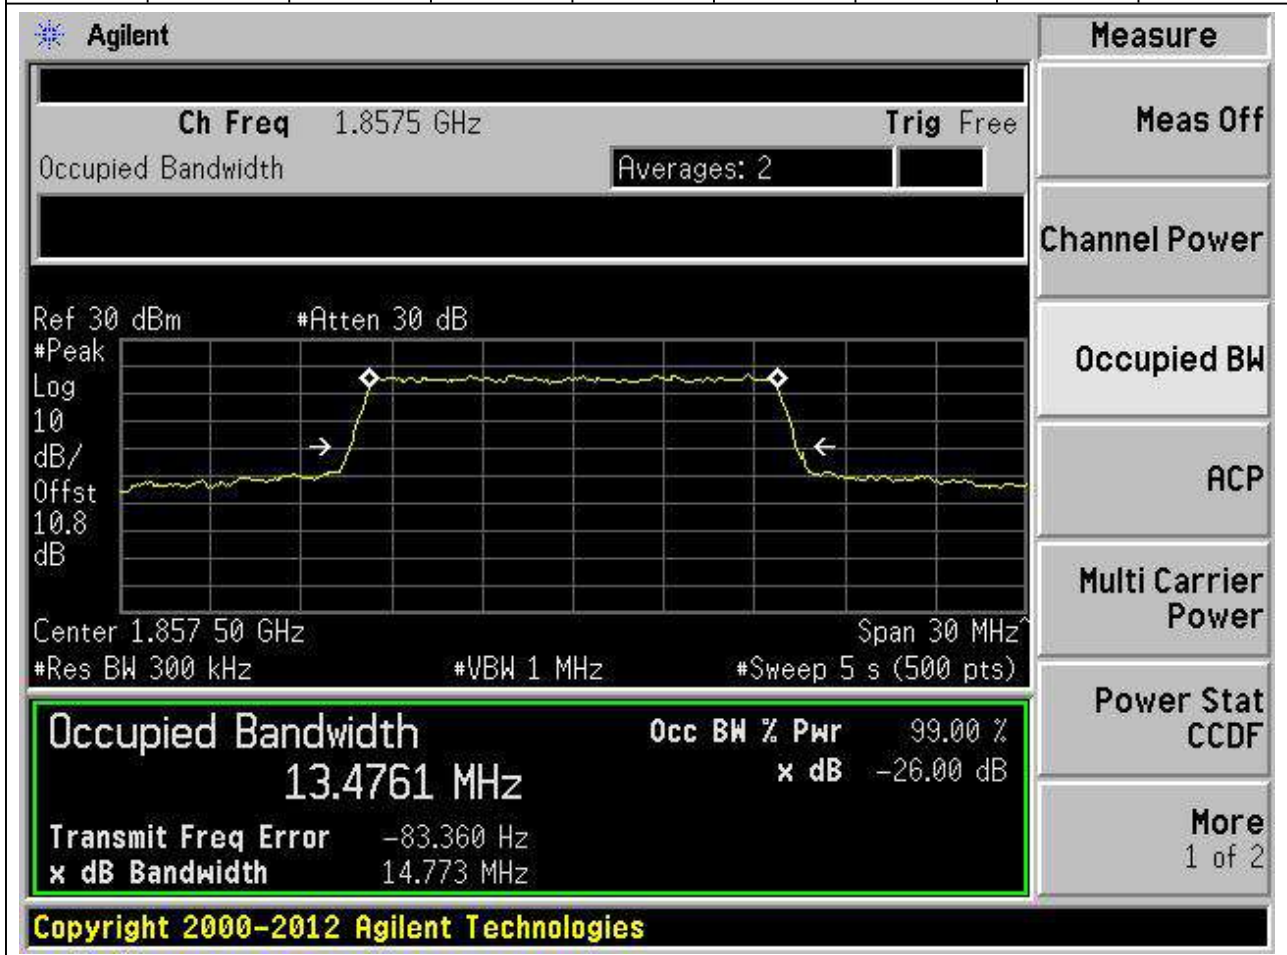 Agilent
Measure
Ch Freq 1.8575 GHz Trig Free
Occupied Bandwidth Averages: 2
Meas Off
Channel Power
Occupied BW
ACP
Multi Carrier
Power
Power Stat
CCDF
More
1 of 2
Ref 30 dBm #Atten 30 dB
#Peak
Log
10
dB/
Offst
10.8
dB
Center 1.857 50 GHz Span 30 MHz^
#Res BW 300 kHz #VBW 1 MHz #Sweep 5 s (500 pts)
Occupied Bandwidth Occ BW % Pwr 99.00 %
13.4761 MHz x dB -26.00 dB
Transmit Freq Error -83.360 Hz
x dB Bandwidth 14.773 MHz
Copyright 2000-2012 Agilent Technologies